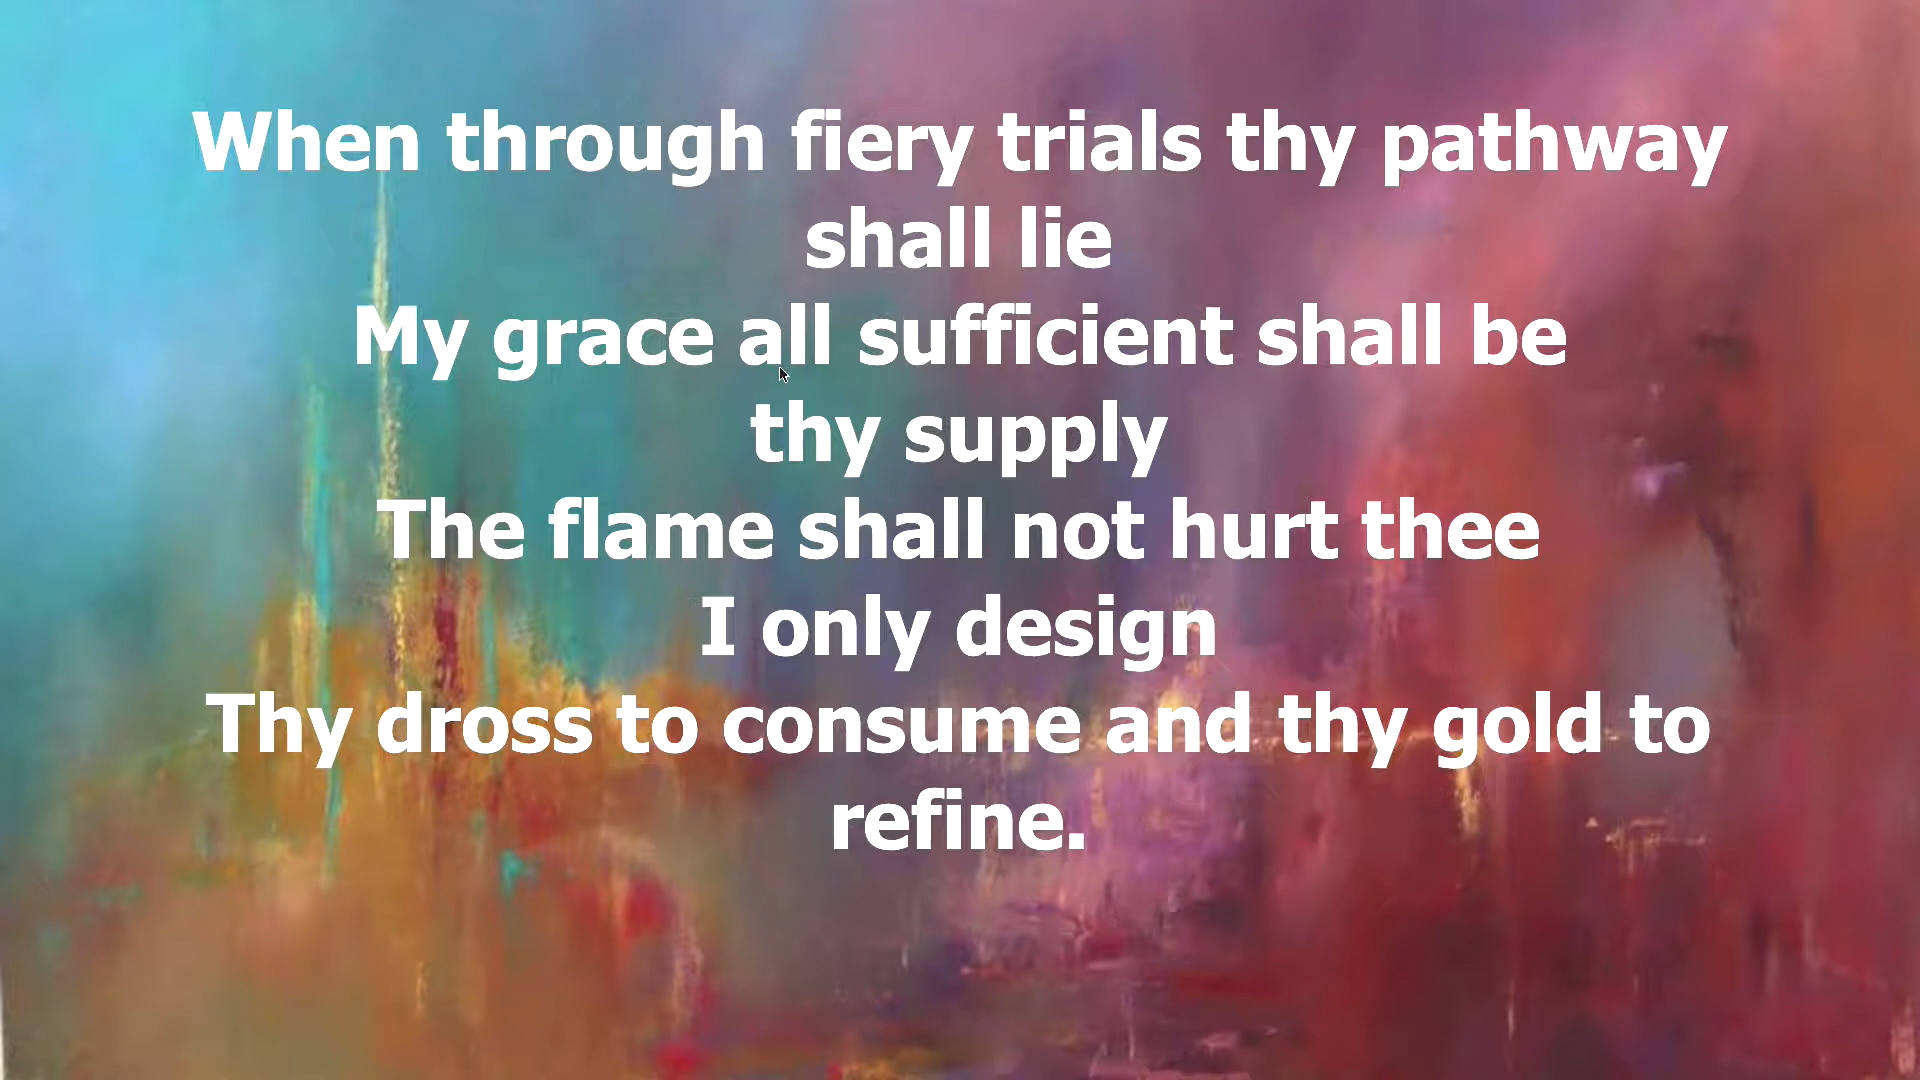 When through fiery trials thy pathway
shall lie
My grace all sufficient shall be
thy supply
The flame shall not hurt thee
I only design
Thy dross to consume and thy gold to
refine.